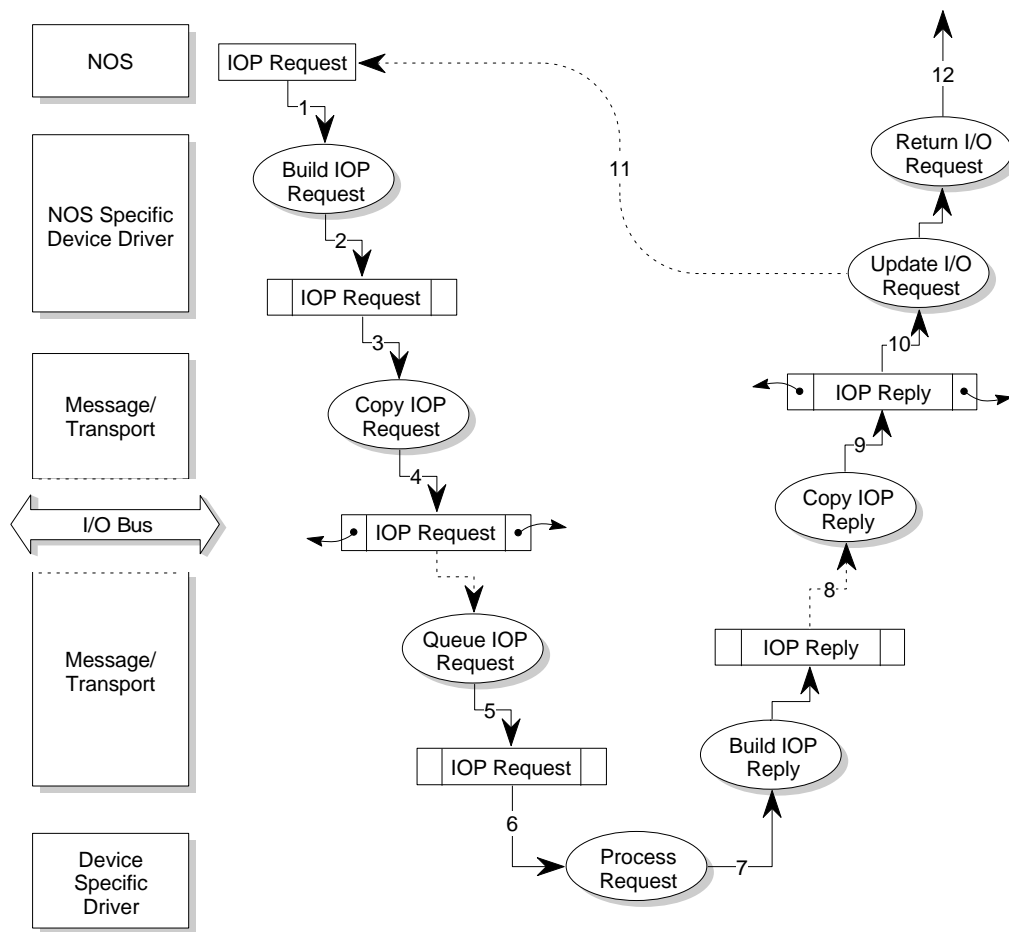 NOS
NOS Specific
Device Driver
Message/
Transport
I/O Bus
Message/
Transport
Device
Specific
Driver
IOP Request
1
Build IOP
Request
2
IOP Request
3
Copy IOP
Request
4
IOP Request
Queue IOP
Request
5
IOP Request
6
Process
Request
7
Build IOP
Reply
IOP Reply
8
Copy IOP
Reply
9
IOP Reply
10
Update I/O
Request
11
Return I/O
Request
12